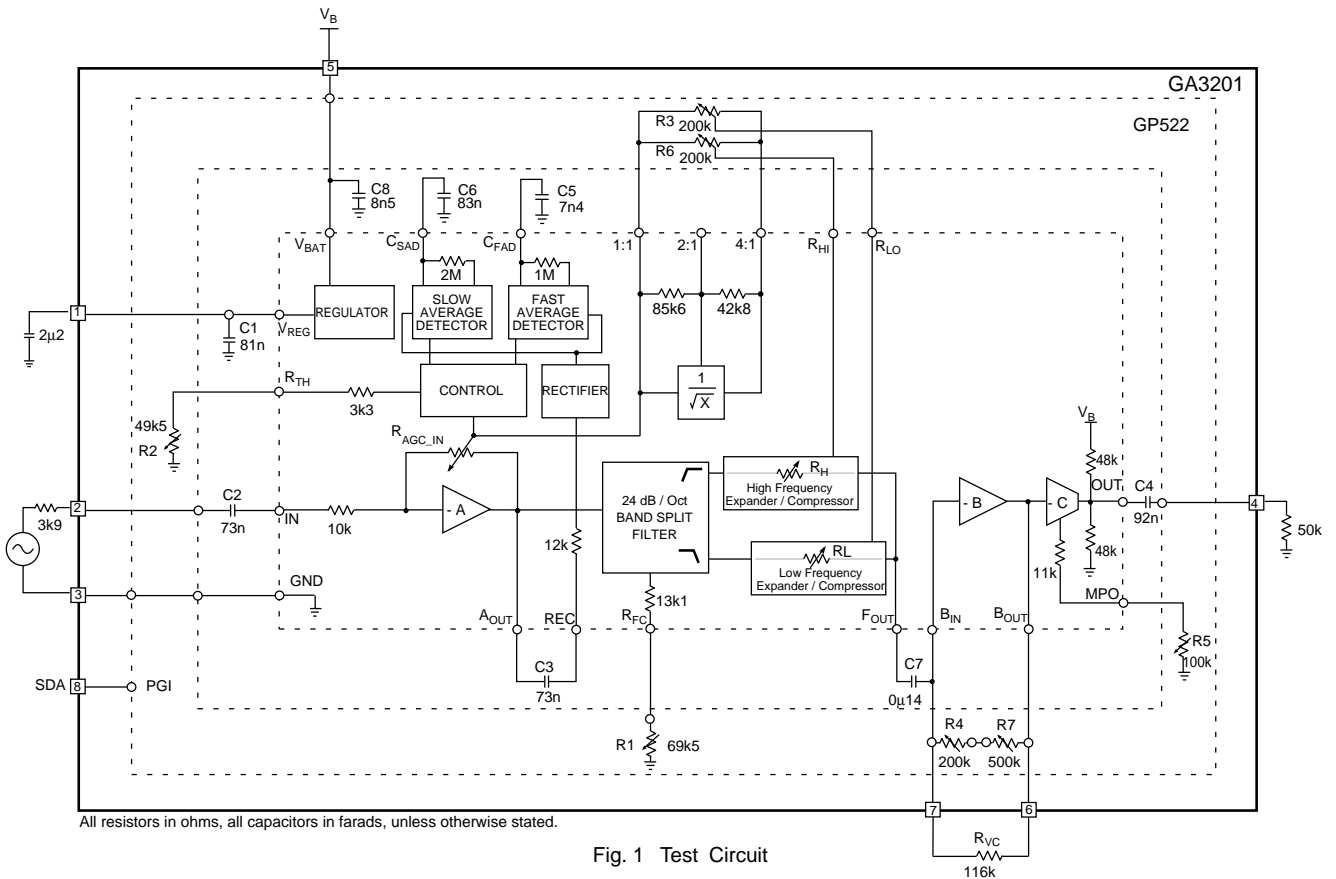 VB
5
GA3201
GP522
R3
200k
R6
200k
C8
8n5
C6
83n
C5
7n4
VBAT
CSAD
CFAD
1:1
2:1
4:1
RHI
RLO
2M
1M
85k6
42k8
REGULATOR
SLOW
AVERAGE
DETECTOR
FAST
AVERAGE
DETECTOR
1
2µ2
C1
81n
VREG
RTH
3k3
CONTROL
RECTIFIER
1
√X
49k5
R2
RAGC_IN
VB
48k
2
3k9
C2
73n
IN
10k
- A
12k
24 dB / Oct
BAND SPLIT
FILTER
RH
High Frequency
Expander / Compressor
RL
Low Frequency
Expander / Compressor
- B
- C
OUT
C4
92n
4
50k
48k
11k
MPO
3
GND
AOUT
REC
RFC
13k1
FOUT
BIN
BOUT
R5
100k
SDA
8
PGI
C3
73n
C7
0µ14
R1
69k5
R4
200k
R7
500k
7
6
RVC
116k
All resistors in ohms, all capacitors in farads, unless otherwise stated.
Fig. 1 Test Circuit